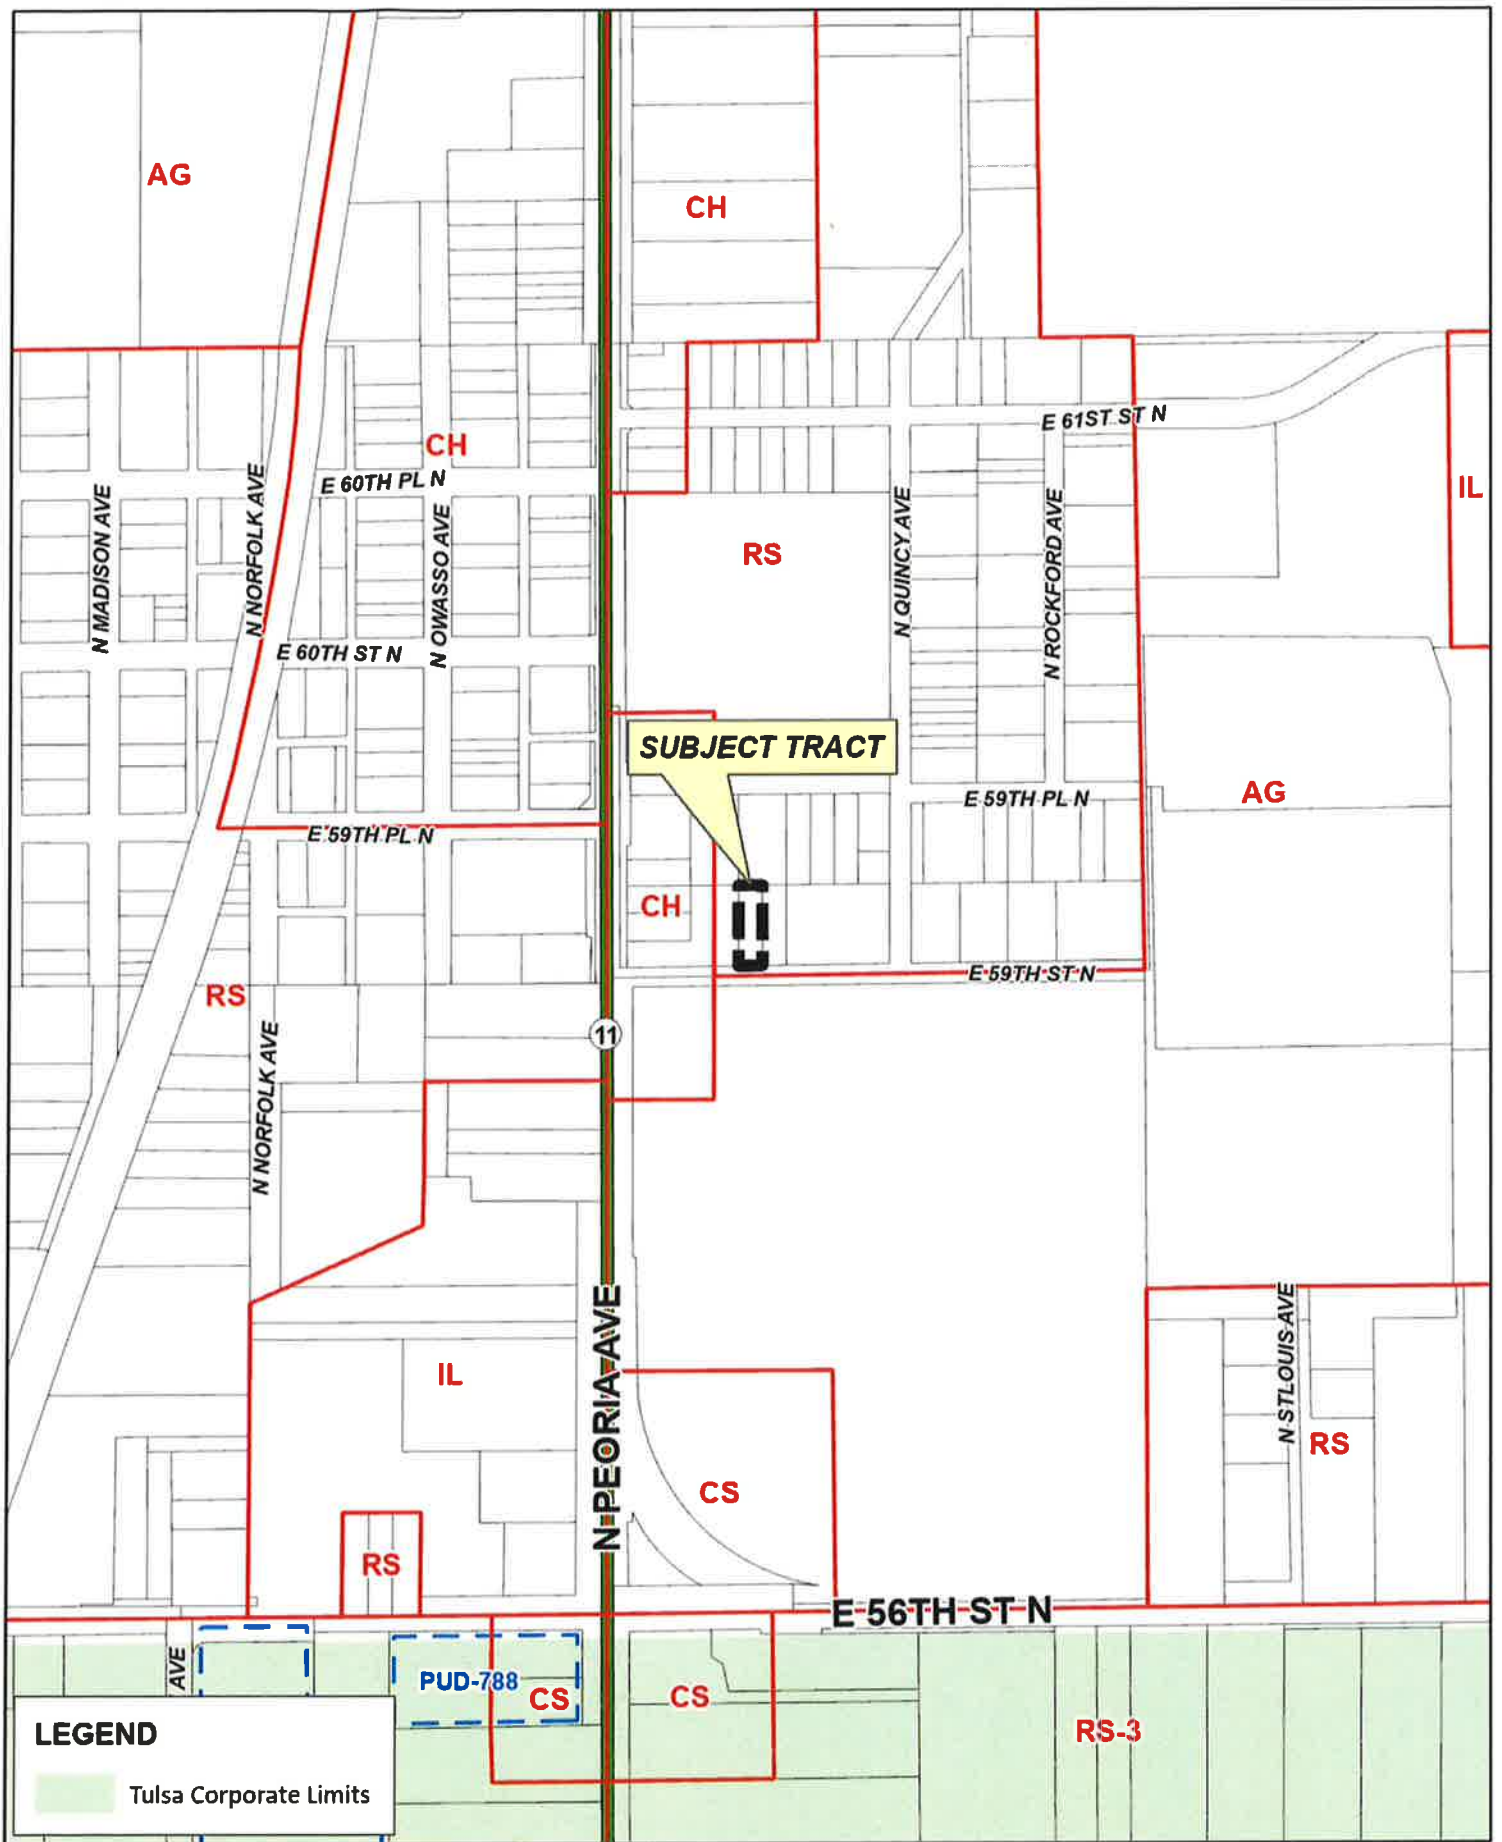 AG
CH
E 61ST ST N
CH
E 60TH PL N
IL
N MADISON AVE
N NORFOLK AVE
N OWASSO AVE
RS
N QUINCY AVE
N ROCKFORD AVE
E 60TH ST N
SUBJECT TRACT
AG
E 59TH PL N
E 59TH PL N
CH
E 59TH ST N
RS
11
N NORFOLK AVE
N PEORIA AVE
N STLOUIS AVE
IL
RS
CS
RS
E 56TH ST N
AVE
PUD-788
CS
CS
RS-3
LEGEND
Tulsa Corporate Limits